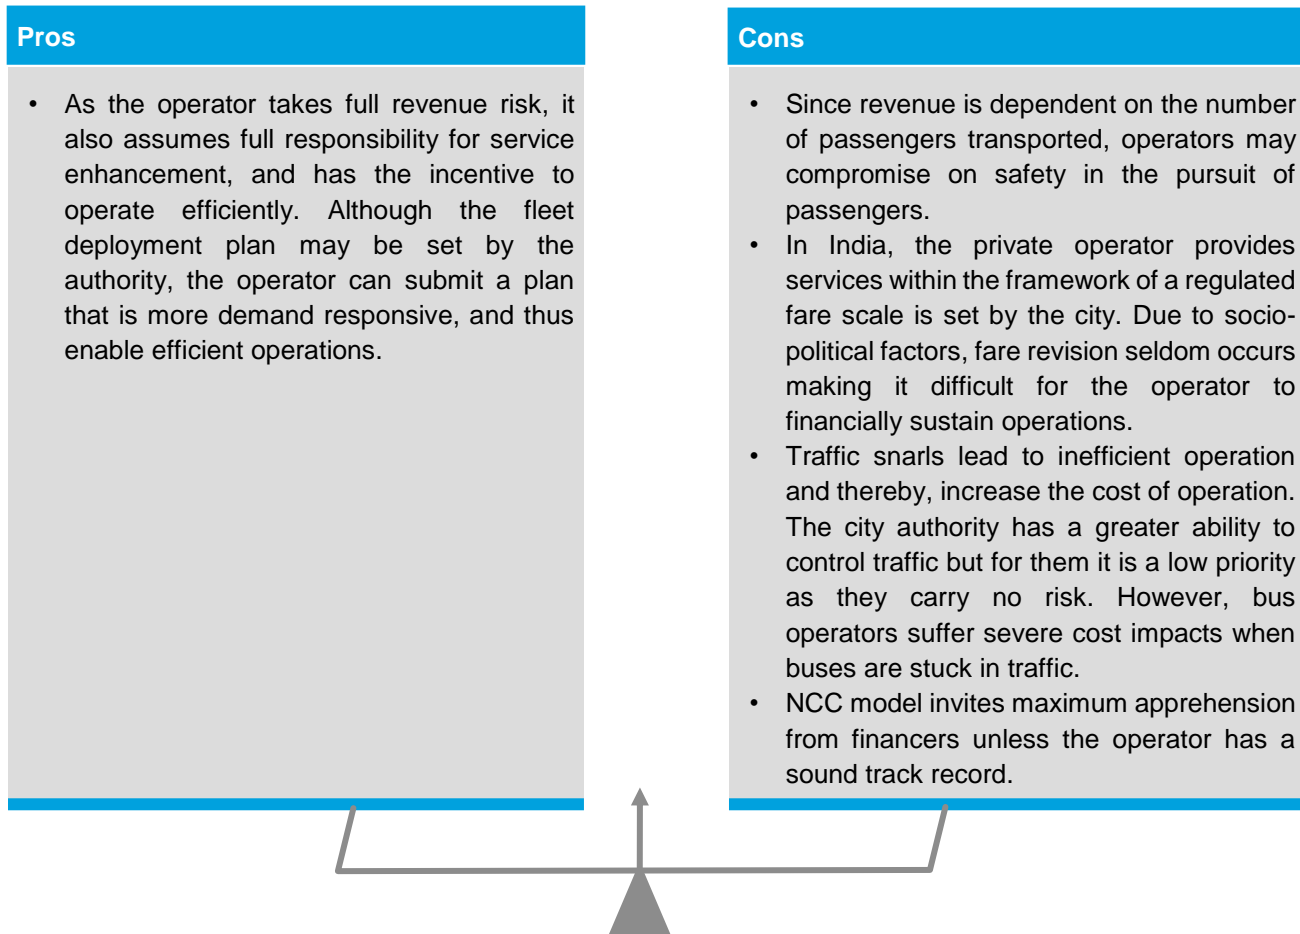 Pros
• As the operator takes full revenue risk, it
also assumes full responsibility for service
enhancement, and has the incentive to
operate efficiently. Although the fleet
deployment plan may be set by the
authority, the operator can submit a plan
that is more demand responsive, and thus
enable efficient operations.
Cons
• Since revenue is dependent on the number
of passengers transported, operators may
compromise on safety in the pursuit of
passengers.
• In India, the private operator provides
services within the framework of a regulated
fare scale is set by the city. Due to socio-
political factors, fare revision seldom occurs
making it difficult for the operator to
financially sustain operations.
• Traffic snarls lead to inefficient operation
and thereby, increase the cost of operation.
The city authority has a greater ability to
control traffic but for them it is a low priority
as they carry no risk. However, bus
operators suffer severe cost impacts when
buses are stuck in traffic.
• NCC model invites maximum apprehension
from financers unless the operator has a
sound track record.